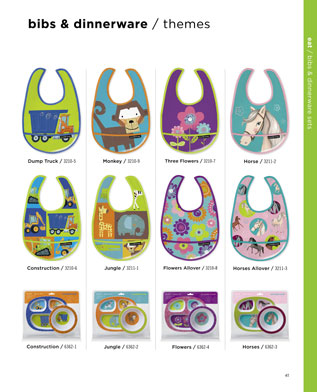 bibs & dinnerware / themes
eat / bibs & dinnerware sets
Dump Truck / 3210-5
Monkey / 3210-9
Three Flowers / 3210-7
Horse / 3211-2
Construction / 3210-6
Jungle / 3211-1
Flowers Allover / 3210-8
Horses Allover / 3211-3
Construction / 6362-1
Jungle / 6362-2
Flowers / 6362-4
Horses / 6362-3